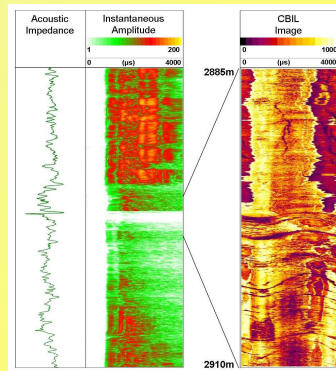 Acoustic
Impedance
Instantaneous
Amplitude
1 200
(µs) 4000
CBIL
Image
0 1000
(µs)
0 4000
2885m
2910m